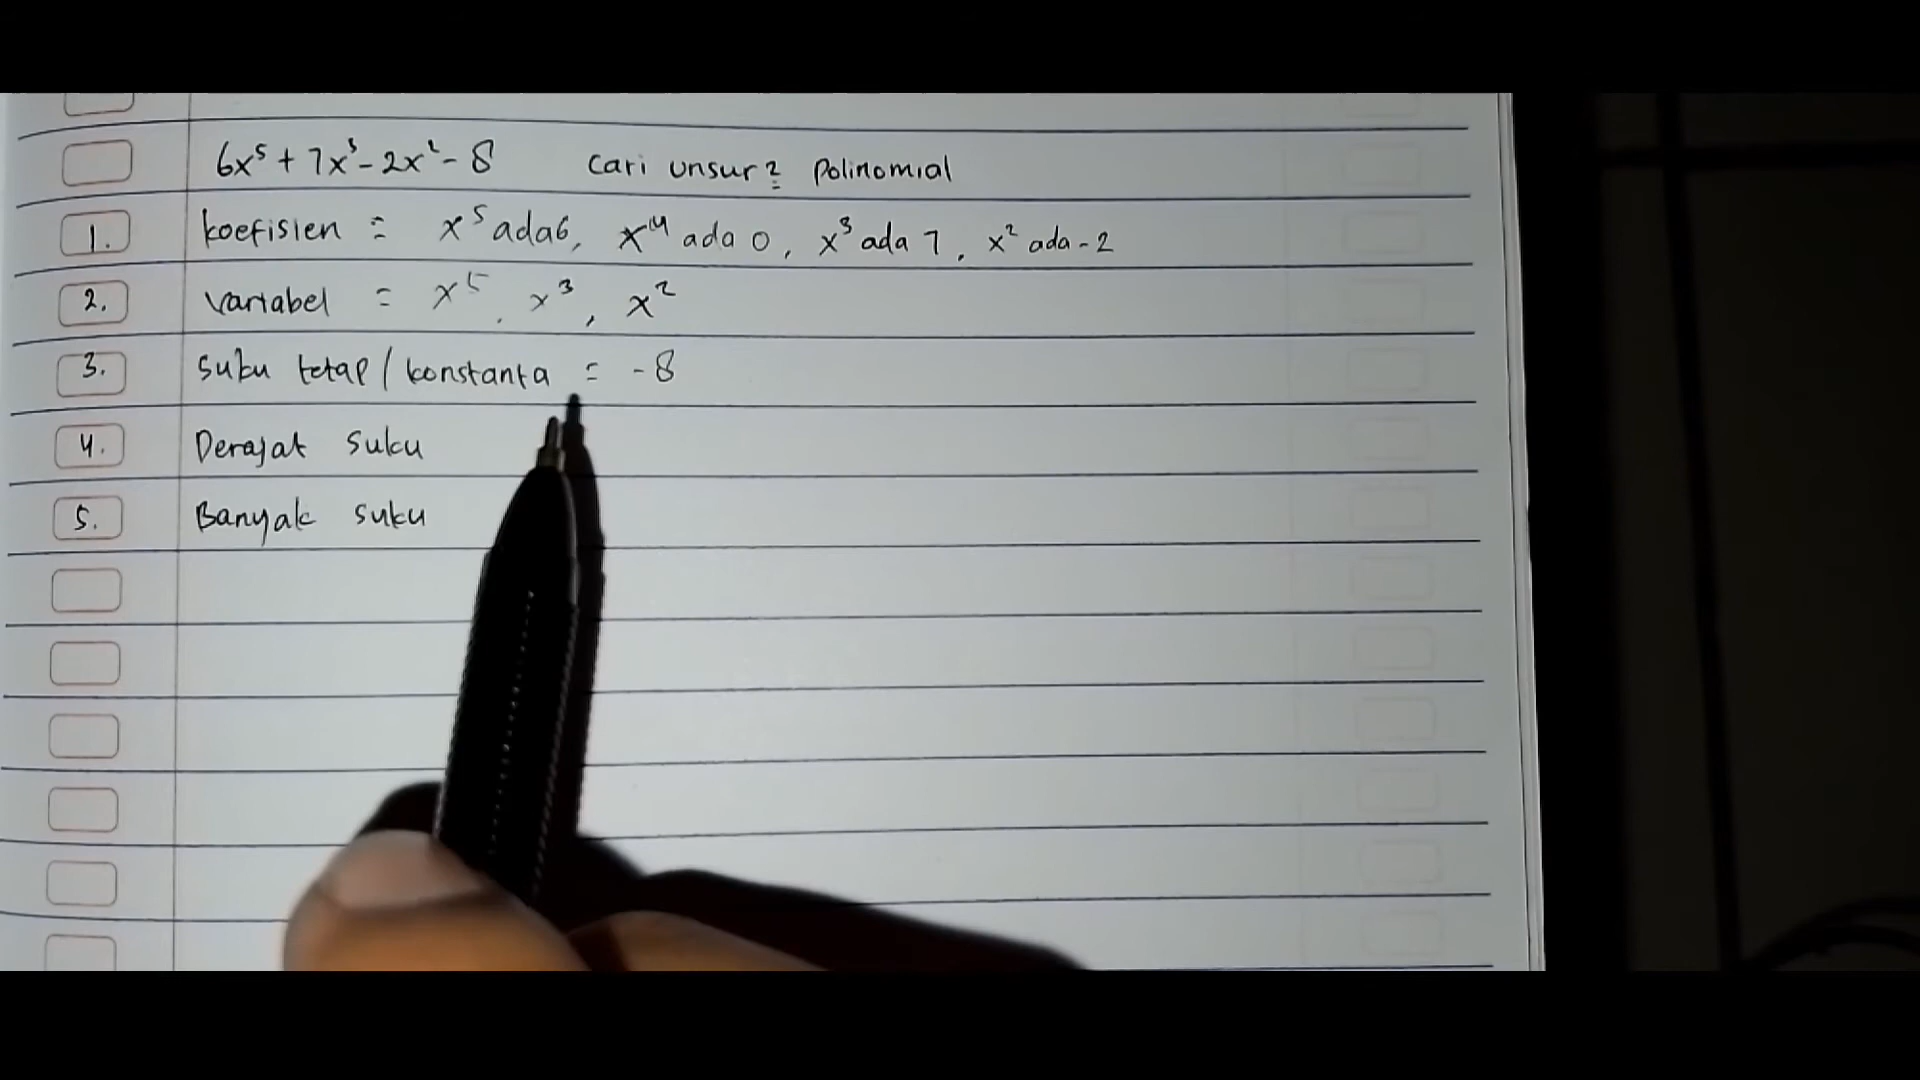 6x⁵ + 7x³ - 2x² - 8 Cari unsur2 Polinomial
1. koefisien = x⁵ ada 6, x⁴ ada 0, x³ ada 7, x² ada -2
2. Variabel = x⁵, x³, x²
3. Suku tetap / konstanta = -8
4. Derajat suku
5. Banyak suku